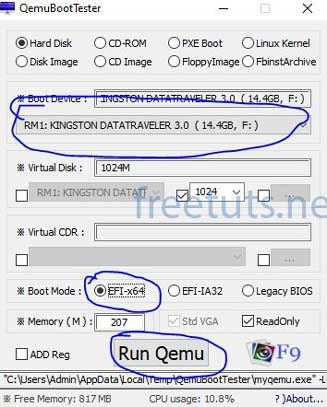 QemuBootTester
Hard Disk CD-ROM PXE Boot Linux Kernel
Disk Image CD Image FloppyImage FbinstArchive
※ Boot Device : INGSTON DATATRAVELER 3.0 ( 14.4GB, F: )
RM1: KINGSTON DATATRAVELER 3.0 ( 14.4GB, F: )
※ Virtual Disk : 1024M
RM1: KINGSTON DATAT 1024 ...
freetuts.net
※ Virtual CDR :
...
※ Boot Mode : EFI-x64 EFI-IA32 Legacy BIOS
※ Memory ( M ) : 207 Std VGA ReadOnly
ADD Reg Run Qemu F9
"C:\Users\Admin\AppData\Local\Temp\QemuBootTester\myqemu.exe" -L
※ Free Memory : 817 MB ※ CPU usage : 10.8% > About...